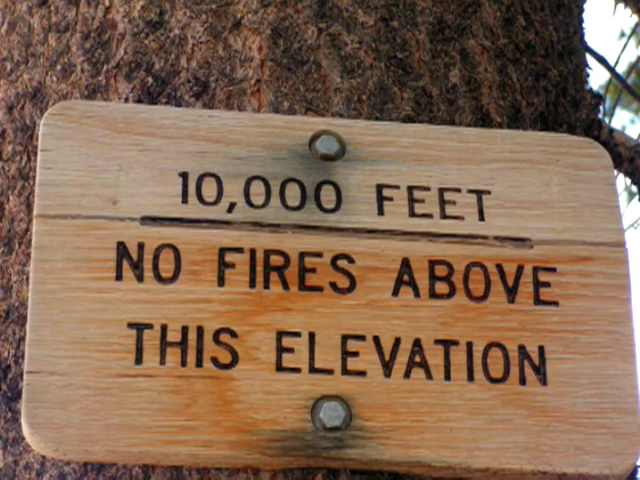 10,000 FEET
NO FIRES ABOVE
THIS ELEVATION